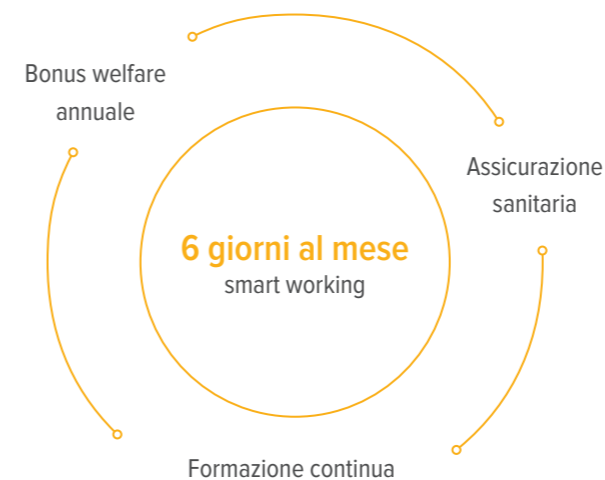 Bonus welfare
annuale
Assicurazione
sanitaria
6 giorni al mese
smart working
Formazione continua